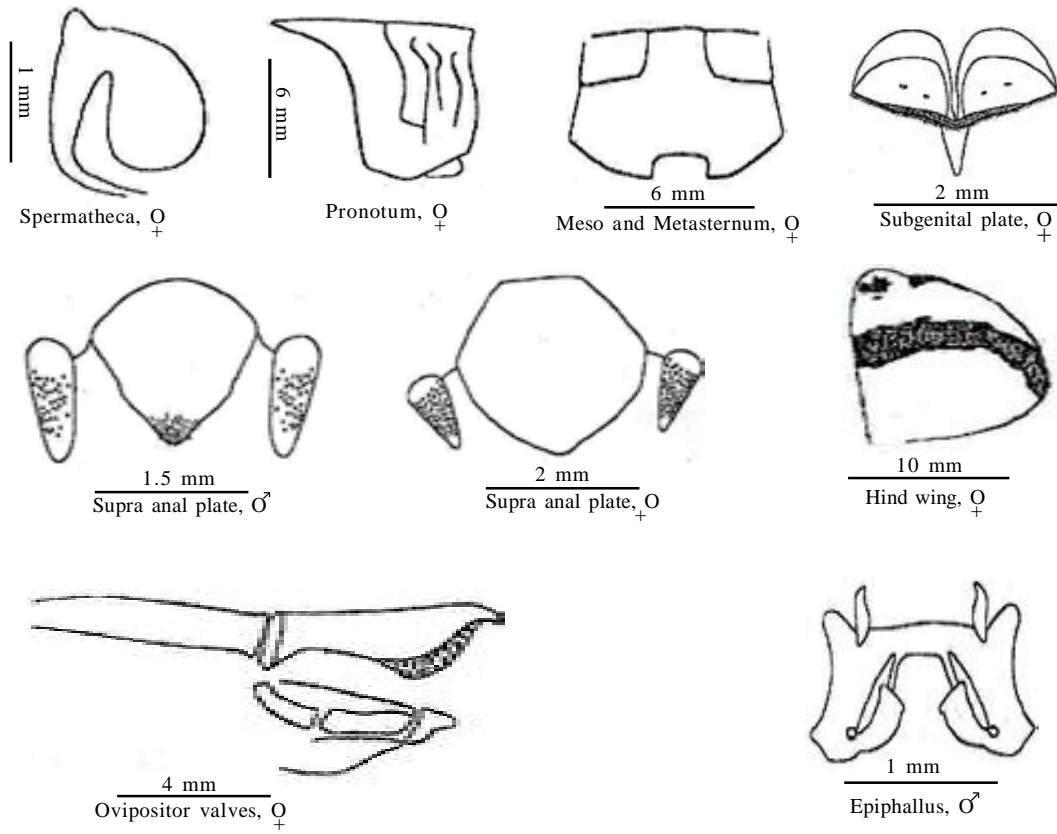 1 mm
Spermatheca, ♀
6 mm
Pronotum, ♀
6 mm
Meso and Metasternum, ♀
2 mm
Subgenital plate, ♀
1.5 mm
Supra anal plate, ♂
2 mm
Supra anal plate, ♀
10 mm
Hind wing, ♀
4 mm
Ovipositor valves, ♀
1 mm
Epiphallus, ♂